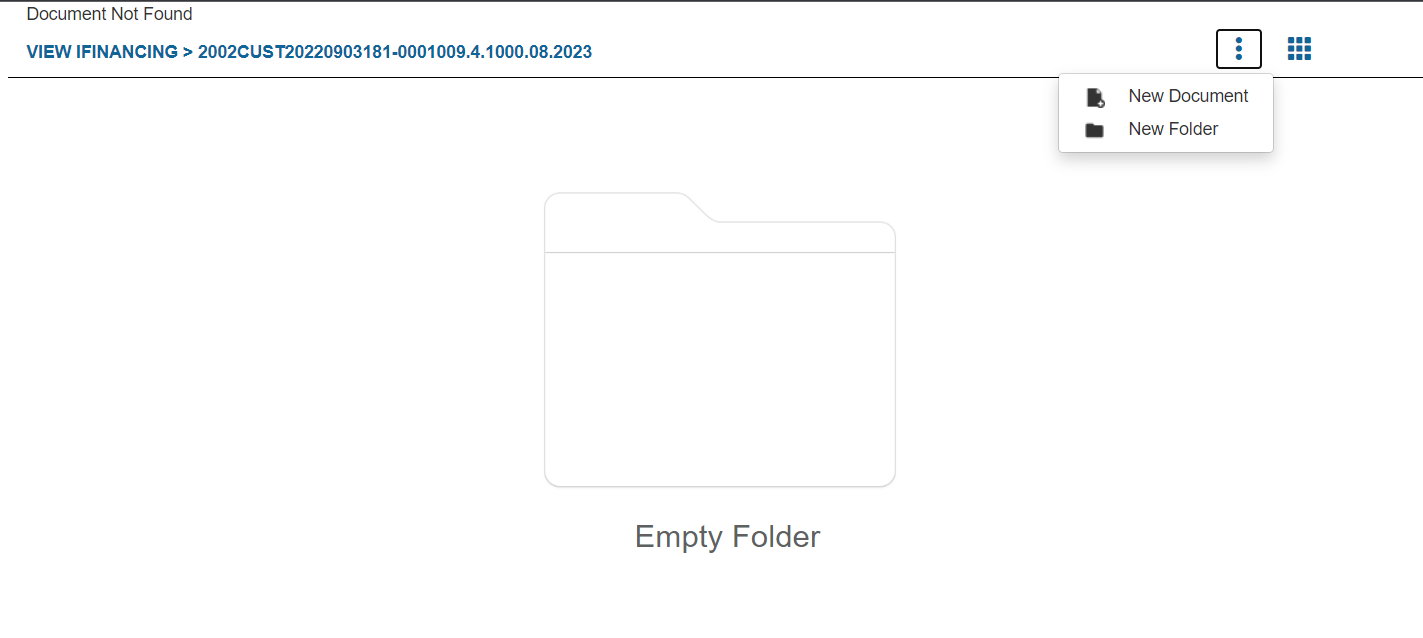 Document Not Found
VIEW IFINANCING > 2002CUST20220903181-0001009.4.1000.08.2023
New Document
New Folder
Empty Folder